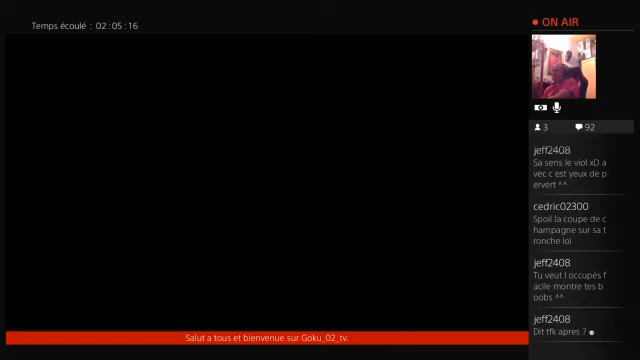 Temps écoulé : 02:05:16
ON AIR
3 92
jeff2408
Sa sens le viol xD a
vec c est yeux de p
ervert ^^
cedric02300
Spoil la coupe de c
hampagne sur sa t
ronche lol
jeff2408
Tu veut l occupés f
acile montre tes b
oobs ^^
jeff2408
Dit tfk apres ?
Salut a tous et bienvenue sur Goku_02_tv.